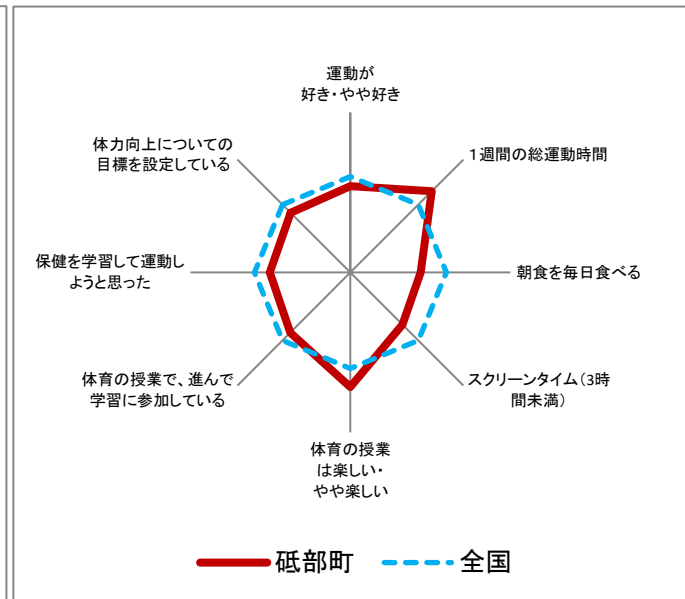 運動が
好き・やや好き
体力向上についての
目標を設定している
1週間の総運動時間
保健を学習して運動し
ようと思った
朝食を毎日食べる
体育の授業で、進んで
学習に参加している
スクリーンタイム(3時
間未満)
体育の授業
は楽しい・
やや楽しい
砥部町
全国